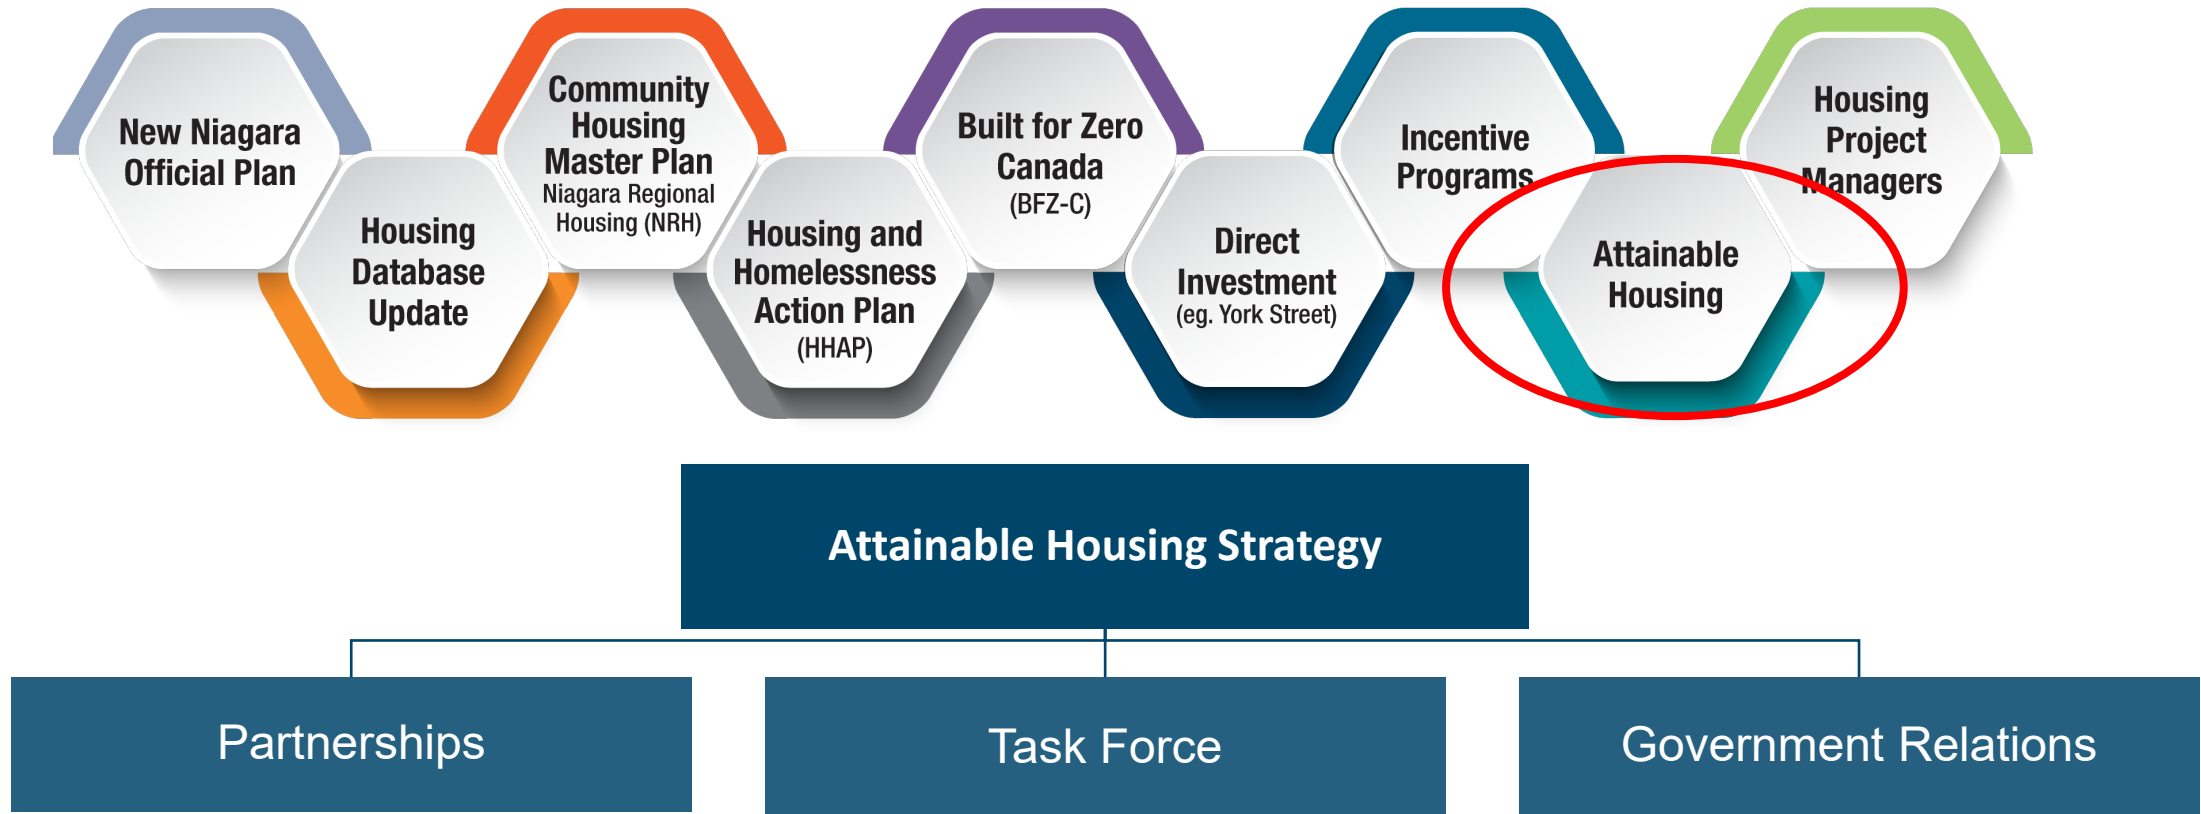 New Niagara
Official Plan
Housing
Database
Update
Community
Housing
Master Plan
Niagara Regional
Housing (NRH)
Housing and
Homelessness
Action Plan
(HHAP)
Built for Zero
Canada
(BFZ-C)
Direct
Investment
(eg. York Street)
Incentive
Programs
Attainable
Housing
Housing
Project
Managers
Attainable Housing Strategy
Partnerships
Task Force
Government Relations